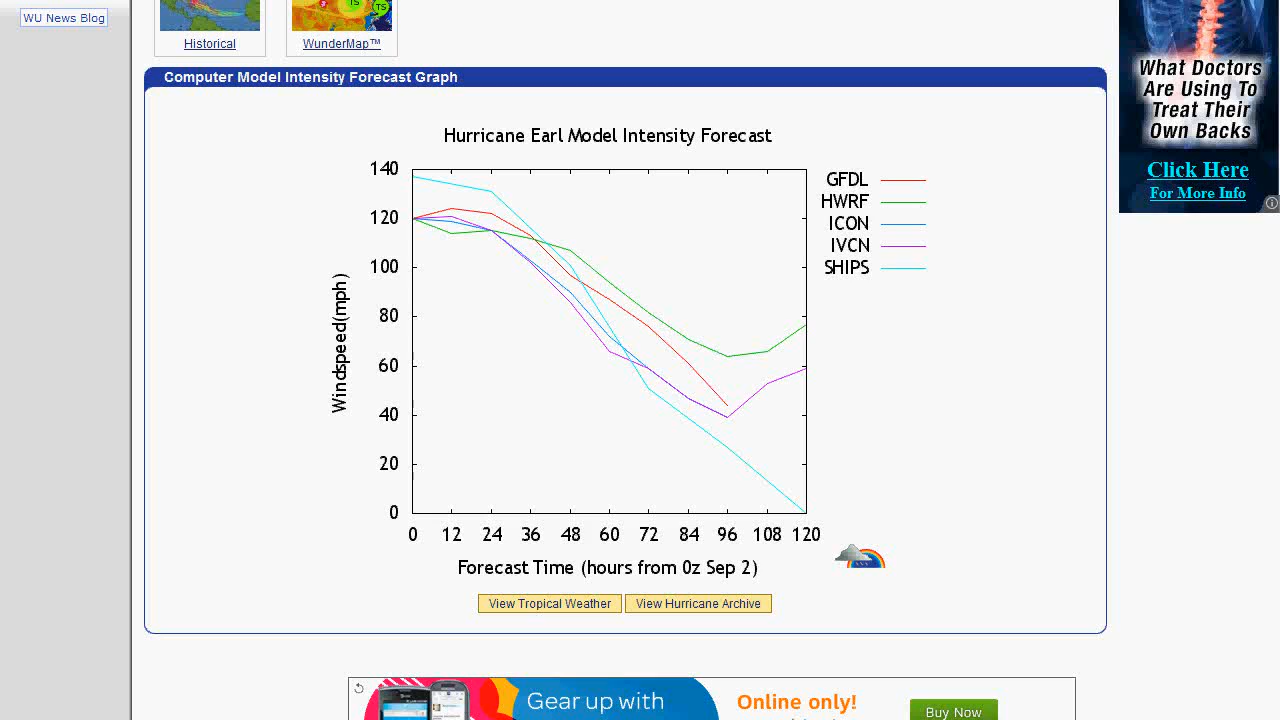 WU News Blog
TS
TS
Historical
WunderMap™
Computer Model Intensity Forecast Graph
What Doctors
Are Using To
Treat Their
Own Backs
Click Here
For More Info
Hurricane Earl Model Intensity Forecast
140
120
100
80
60
40
20
0
Windspeed(mph)
GFDL
HWRF
ICON
IVCN
SHIPS
0 12 24 36 48 60 72 84 96 108 120
Forecast Time (hours from 0z Sep 2)
View Tropical Weather
View Hurricane Archive
Gear up with
Online only!
Buy Now